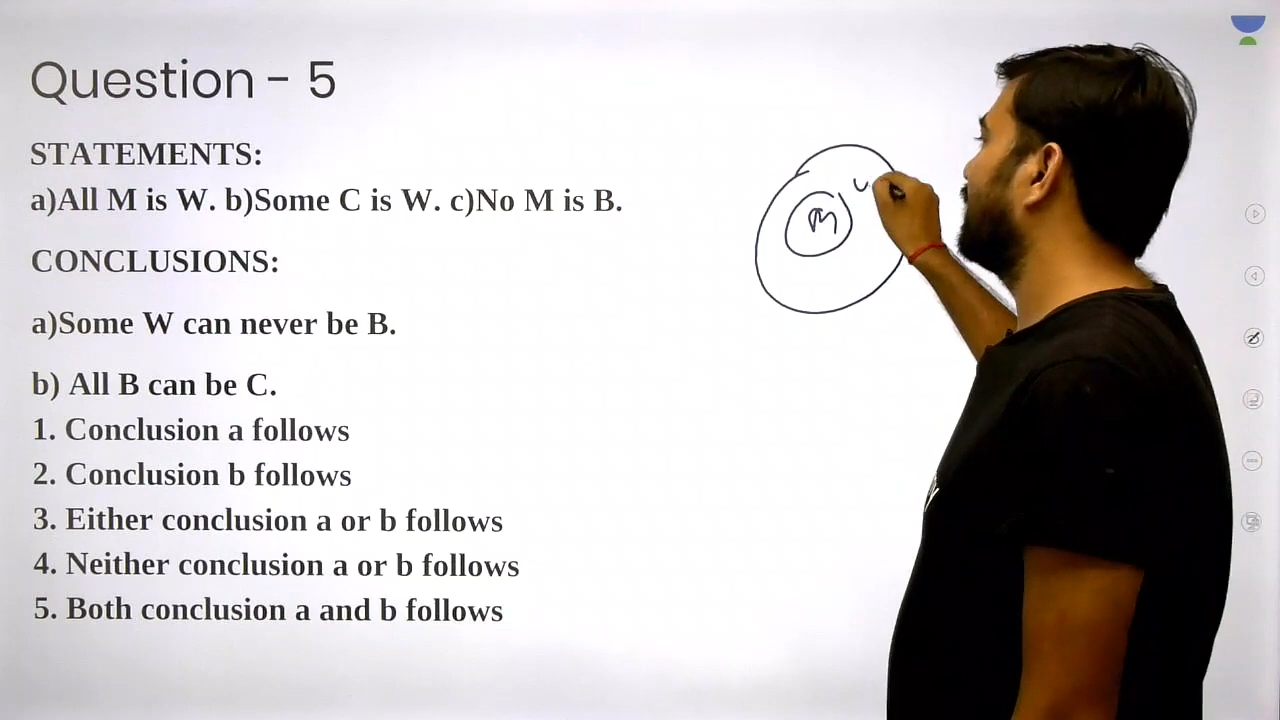 Question - 5
STATEMENTS:
a)All M is W. b)Some C is W. c)No M is B.
CONCLUSIONS:
a)Some W can never be B.
b) All B can be C.
1. Conclusion a follows
2. Conclusion b follows
3. Either conclusion a or b follows
4. Neither conclusion a or b follows
5. Both conclusion a and b follows
M